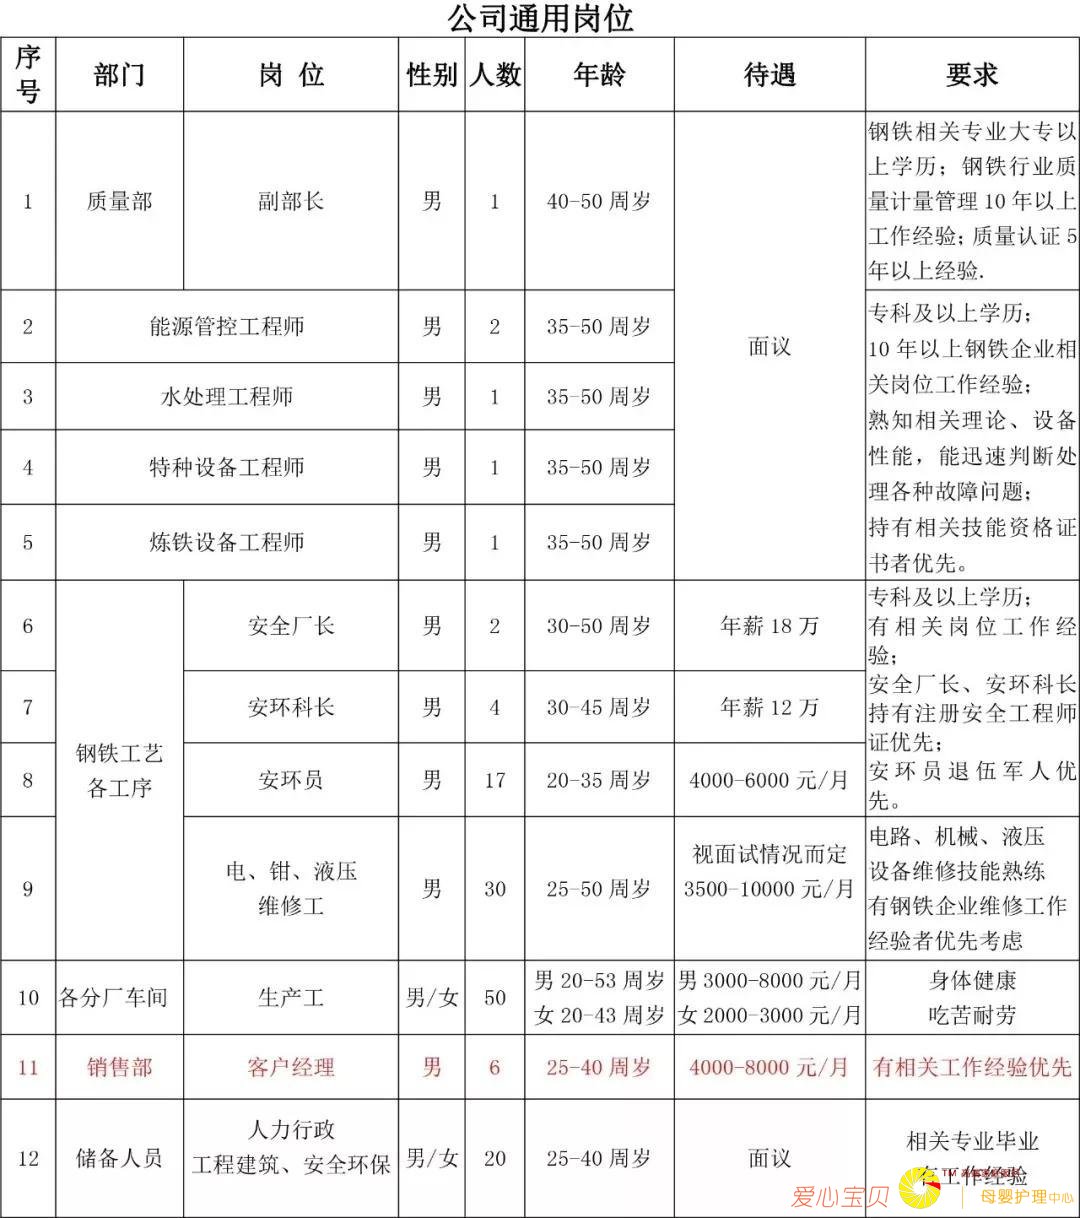 公司通用岗位
序号 部门 岗 位 性别 人数 年龄 待遇 要求
1 质量部 副部长 男 1 40-50 周岁
钢铁相关专业大专以
上学历；钢铁行业质
量计量管理 10 年以上
工作经验；质量认证 5
年以上经验.
2 能源管控工程师 男 2 35-50 周岁
3 水处理工程师 男 1 35-50 周岁
4 特种设备工程师 男 1 35-50 周岁
5 炼铁设备工程师 男 1 35-50 周岁
面议
专科及以上学历；
10 年以上钢铁企业相
关岗位工作经验；
熟知相关理论、设备
性能，能迅速判断处
理各种故障问题；
持有相关技能资格证
书者优先。
钢铁工艺
各工序
6 安全厂长 男 2 30-50 周岁 年薪 18 万
7 安环科长 男 4 30-45 周岁 年薪 12 万
8 安环员 男 17 20-35 周岁 4000-6000 元/月
专科及以上学历；
有相关岗位工作经
验；
安全厂长、安环科长
持有注册安全工程师
证优先；
安环员退伍军人优
先。
9 电、钳、液压
维修工
男 30 25-50 周岁
视面试情况而定
3500-10000 元/月
电路、机械、液压
设备维修技能熟练
有钢铁企业维修工作
经验者优先考虑
10 各分厂车间 生产工 男/女 50
男 20-53 周岁
女 20-43 周岁
男 3000-8000 元/月
女 2000-3000 元/月
身体健康
吃苦耐劳
11 销售部 客户经理 男 6 25-40 周岁 4000-8000 元/月 有相关工作经验优先
12 储备人员
人力行政
工程建筑、安全环保
男/女 20 25-40 周岁 面议
相关专业毕业
有工作经验
爱心宝贝 TM 母婴护理中心